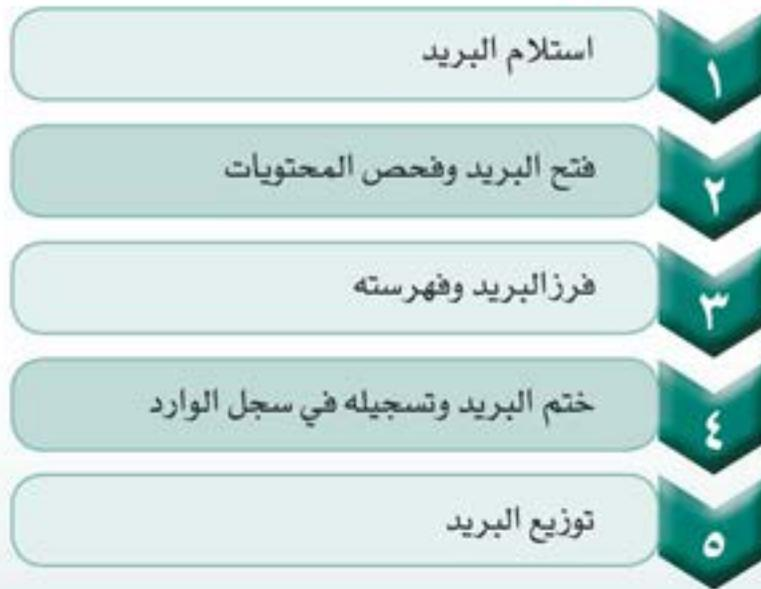 ١ استلام البريد
٢ فتح البريد وفحص المحتويات
٣ فرزالبريد وفهرسته
٤ ختم البريد وتسجيله في سجل الوارد
٥ توزيع البريد